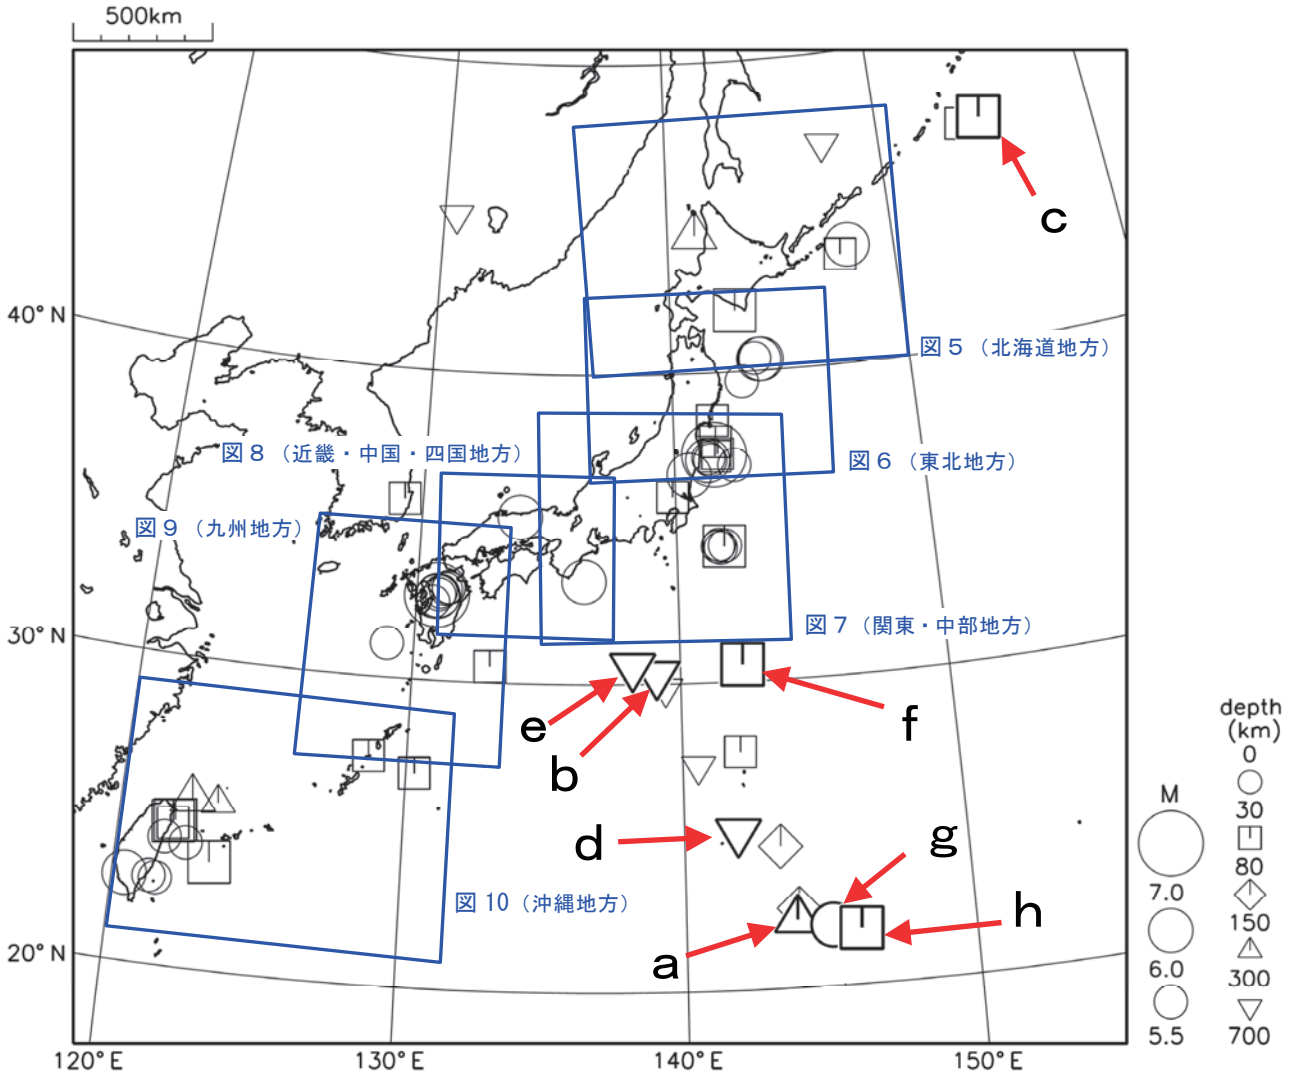 500km
c
40°N
図5（北海道地方）
図8（近畿・中国・四国地方）
図6（東北地方）
図9（九州地方）
図7（関東・中部地方）
30°N
e
b
f
depth
(km)
0
30
80
150
300
700
M
7.0
6.0
5.5
d
g
図10（沖縄地方）
h
a
20°N
120°E
130°E
140°E
150°E